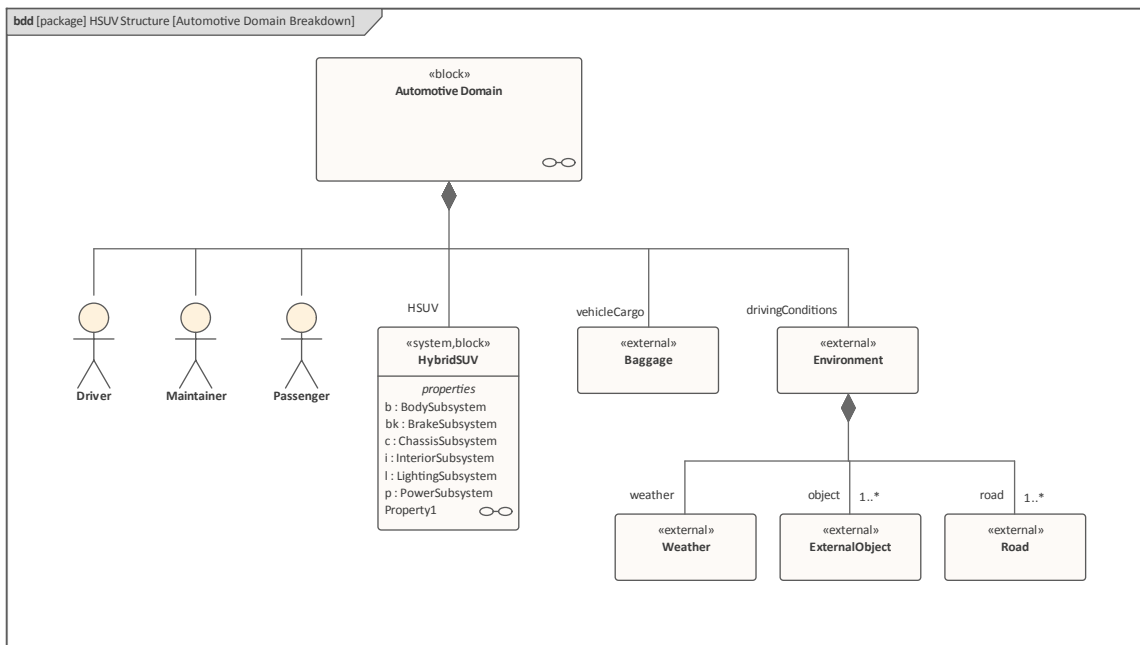 bdd [package] HSUV Structure [Automotive Domain Breakdown]
«block»
Automotive Domain
HSUV
vehicleCargo
drivingConditions
Driver
Maintainer
Passenger
«system,block»
HybridSUV
properties
b : BodySubsystem
bk : BrakeSubsystem
c : ChassisSubsystem
i : InteriorSubsystem
l : LightingSubsystem
p : PowerSubsystem
Property1
«external»
Baggage
«external»
Environment
weather
object
1..*
road
1..*
«external»
Weather
«external»
ExternalObject
«external»
Road